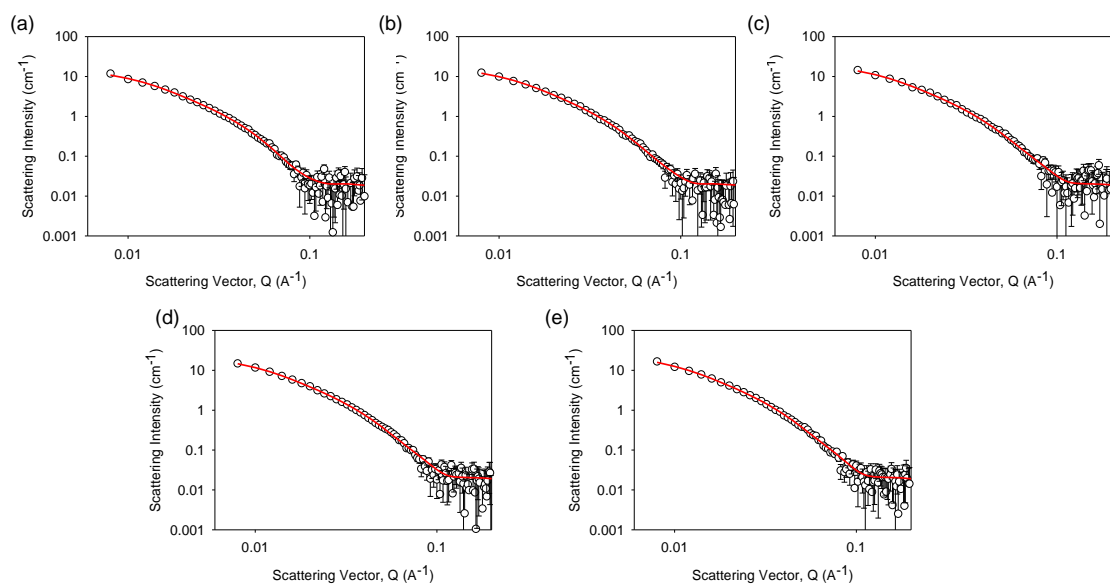 (a)
100
10
1
0.1
0.01
0.001
Scattering Intensity (cm-1)
0.01
0.1
Scattering Vector, Q (A-1)
(b)
100
10
1
0.1
0.01
0.001
Scattering Intensity (cm-1)
0.01
0.1
Scattering Vector, Q (A-1)
(c)
100
10
1
0.1
0.01
0.001
Scattering Intensity (cm-1)
0.01
0.1
Scattering Vector, Q (A-1)
(d)
100
10
1
0.1
0.01
0.001
Scattering Intensity (cm-1)
0.01
0.1
Scattering Vector, Q (A-1)
(e)
100
10
1
0.1
0.01
0.001
Scattering Intensity (cm-1)
0.01
0.1
Scattering Vector, Q (A-1)